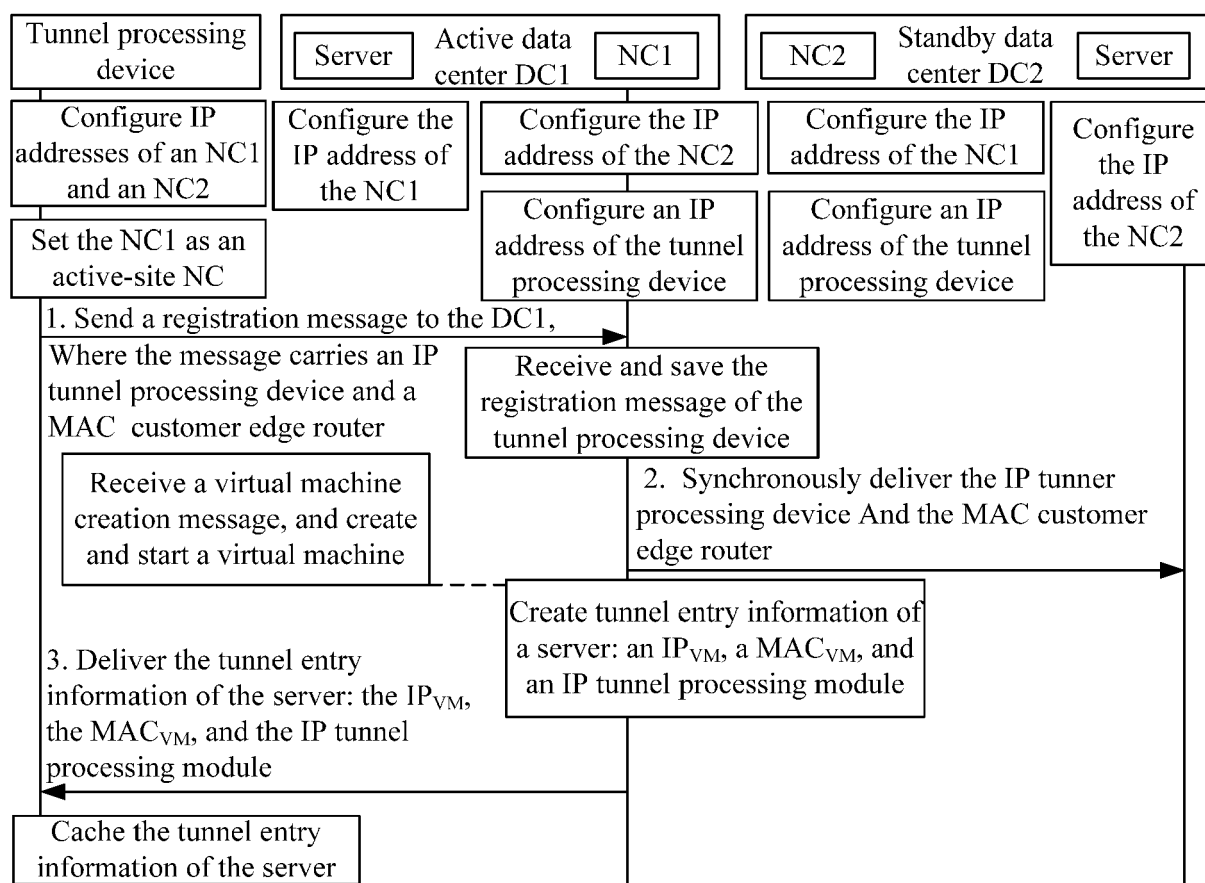 Tunnel processing
device
Server
Active data
center DC1
NC1
NC2
Standby data
center DC2
Server
Configure IP
addresses of an NC1
and an NC2
Configure the
IP address of
the NC1
Configure the IP
address of the NC2
Configure the IP
address of the NC1
Configure
the IP
address of
the NC2
Set the NC1 as an
active-site NC
Configure an IP
address of the tunnel
processing device
Configure an IP
address of the tunnel
processing device
1. Send a registration message to the DC1,
Where the message carries an IP
tunnel processing device and a
MAC customer edge router
Receive and save the
registration message of the
tunnel processing device
Receive a virtual machine
creation message, and create
and start a virtual machine
2. Synchronously deliver the IP tunner
processing device And the MAC customer
edge router
Create tunnel entry information of
a server: an IPVM, a MACVM, and
an IP tunnel processing module
3. Deliver the tunnel entry
information of the server: the IPVM,
the MACVM, and the IP tunnel
processing module
Cache the tunnel entry
information of the server